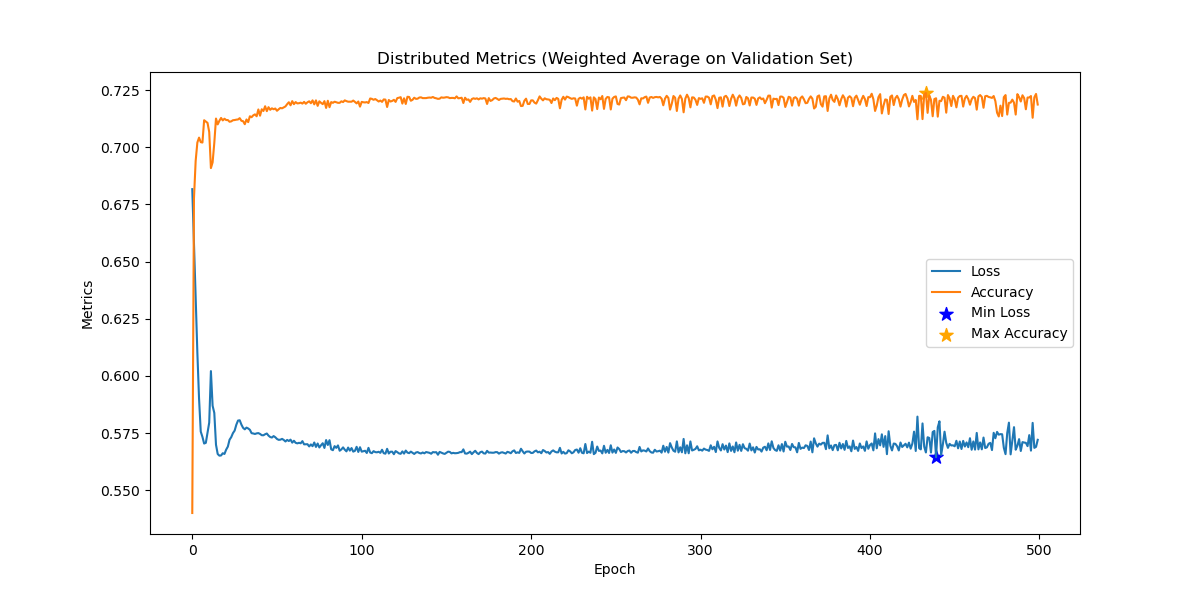 Distributed Metrics (Weighted Average on Validation Set)
0.725
0.700
0.675
0.650
0.625
0.600
0.575
0.550
Metrics
Loss
Accuracy
Min Loss
Max Accuracy
0
100
200
300
400
500
Epoch